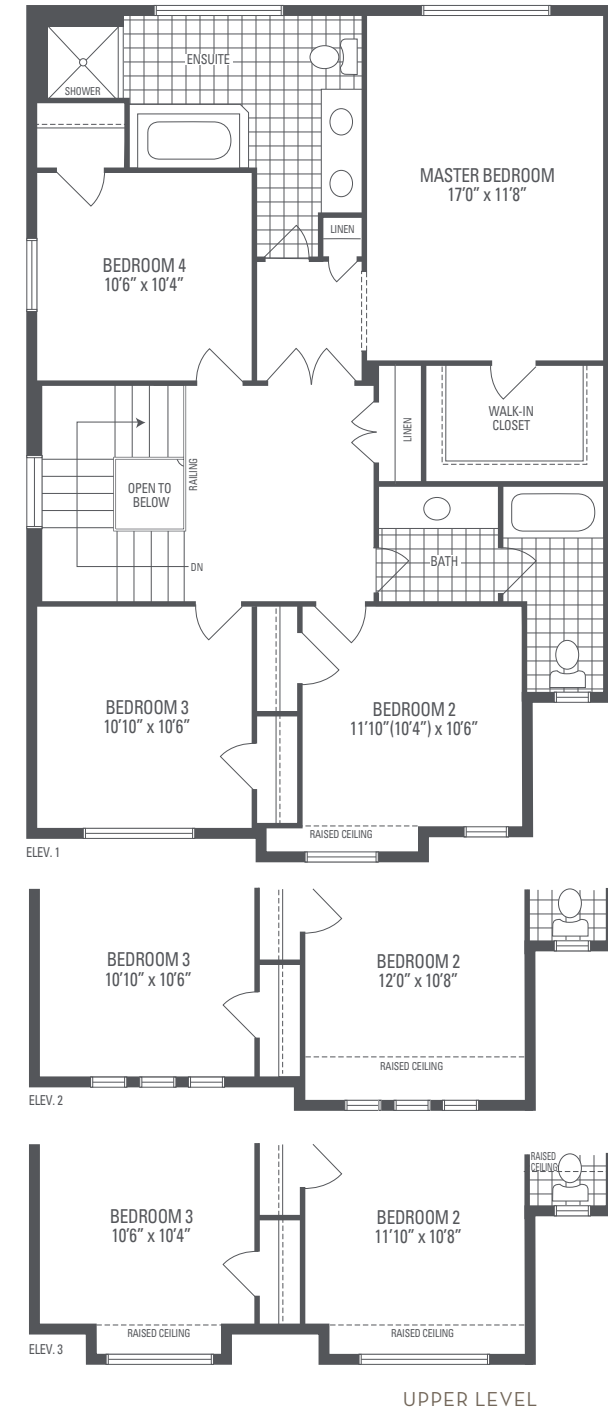 ENSUITE
SHOWER
MASTER BEDROOM
17'0" x 11'8"
LINEN
BEDROOM 4
10'6" x 10'4"
WALK-IN
CLOSET
LINEN
RAILING
OPEN TO
BELOW
BATH
DN
BEDROOM 3
10'10" x 10'6"
BEDROOM 2
11'10"(10'4") x 10'6"
RAISED CEILING
ELEV. 1
BEDROOM 3
10'10" x 10'6"
BEDROOM 2
12'0" x 10'8"
RAISED CEILING
ELEV. 2
RAISED
CEILING
BEDROOM 3
10'6" x 10'4"
BEDROOM 2
11'10" x 10'8"
RAISED CEILING
RAISED CEILING
ELEV. 3
UPPER LEVEL